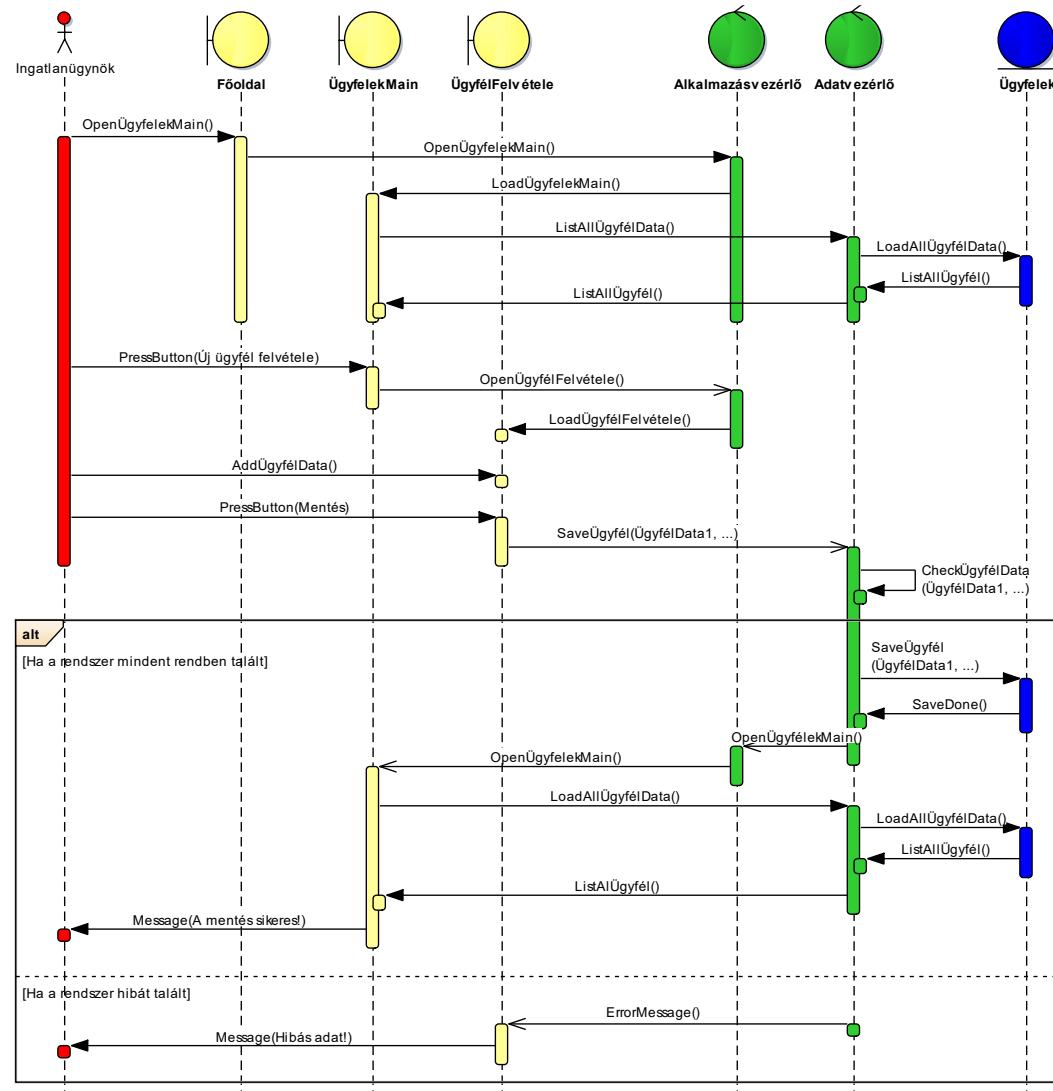 Ingatlanügynök
Főoldal
ÜgyfelekMain
ÜgyfélFelvétele
Alkalmazásvezérlő
Adatvezérlő
Ügyfelek
OpenÜgyfelekMain()
OpenÜgyfelekMain()
LoadÜgyfelekMain()
ListAllÜgyfélData()
LoadAllÜgyfélData()
ListAllÜgyfél()
ListAllÜgyfél()
PressButton(Új ügyfél felvétele)
OpenÜgyfélFelvétele()
LoadÜgyfélFelvétele()
AddÜgyfélData()
PressButton(Mentés)
SaveÜgyfél(ÜgyfélData1, ...)
CheckÜgyfélData
(ÜgyfélData1, ...)
alt
[Ha a rendszer mindent rendben talált]
SaveÜgyfél
(ÜgyfélData1, ...)
SaveDone()
OpenÜgyfélekMain()
OpenÜgyfelekMain()
LoadAllÜgyfélData()
LoadAllÜgyfélData()
ListAllÜgyfél()
ListAlÜgyfél()
Message(A mentés sikeres!)
[Ha a rendszer hibát talált]
ErrorMessage()
Message(Hibás adat!)